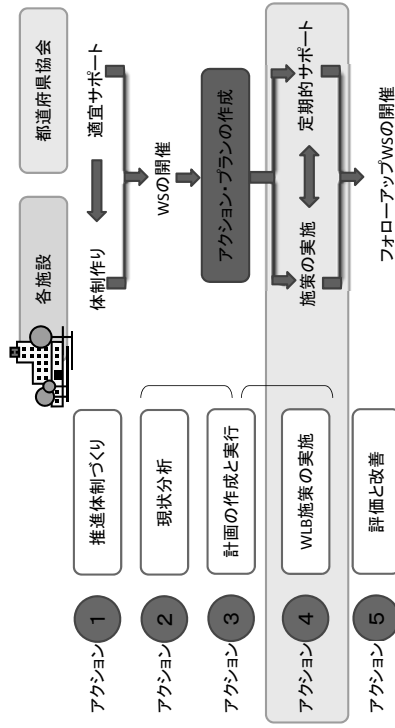 各施設
都道府県協会
アクション 1
推進体制づくり
体制作り
適宜サポート
アクション 2
現状分析
WSの開催
アクション 3
計画の作成と実行
アクション・プランの作成
アクション 4
WLB施策の実施
施策の実施
定期的サポート
アクション 5
評価と改善
フォローアップWSの開催